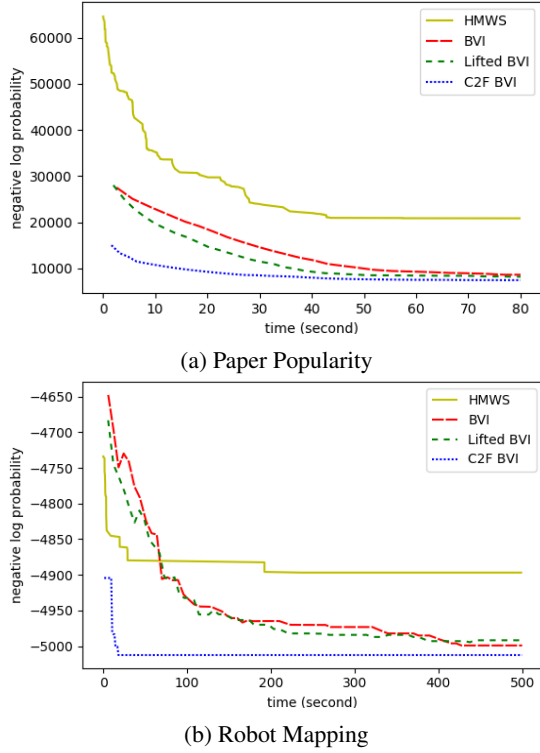 HMWS
BVI
Lifted BVI
C2F BVI
60000
50000
40000
30000
20000
10000
negative log probability
0 10 20 30 40 50 60 70 80
time (second)
(a) Paper Popularity
HMWS
BVI
Lifted BVI
C2F BVI
−4650
−4700
−4750
−4800
−4850
−4900
−4950
−5000
negative log probability
0 100 200 300 400 500
time (second)
(b) Robot Mapping